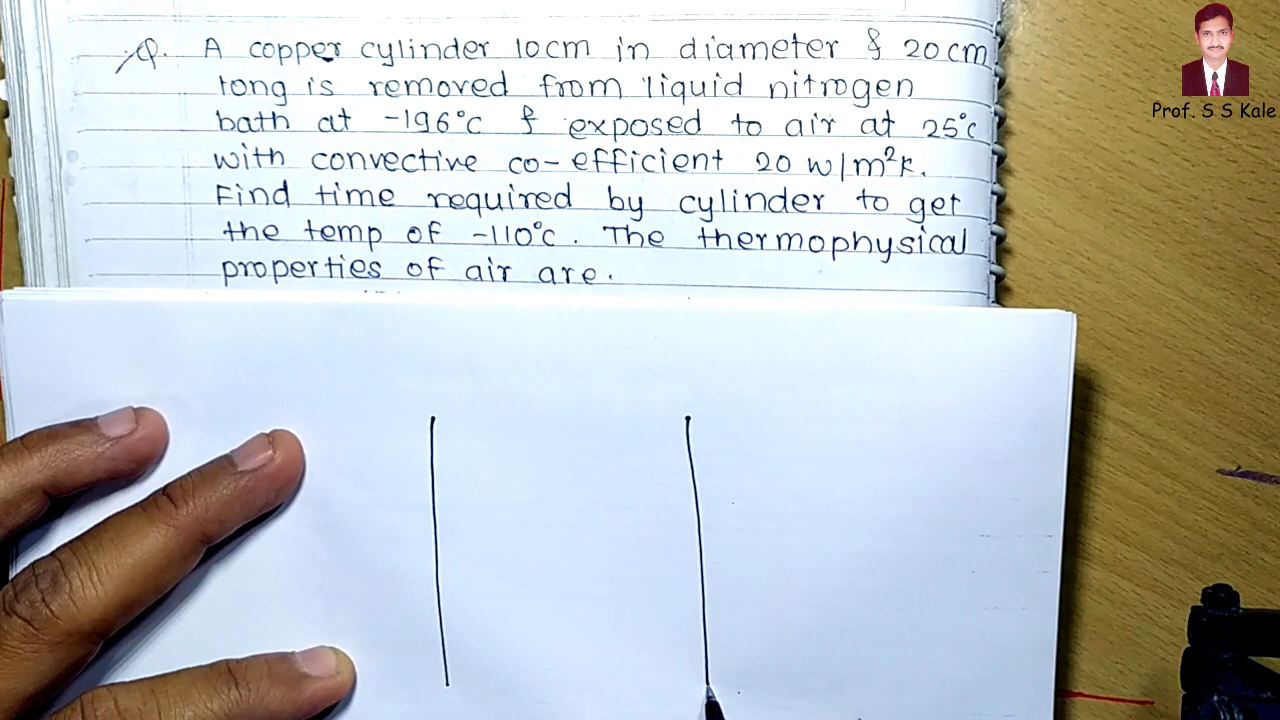 Q. A copper cylinder 10cm in diameter & 20cm
long is removed from liquid nitrogen
bath at -196°c & exposed to air at 25°c
with convective co-efficient 20 w/m²k.
Find time required by cylinder to get
the temp of -110°c. The thermophysical
properties of air are.
Prof. S S Kale